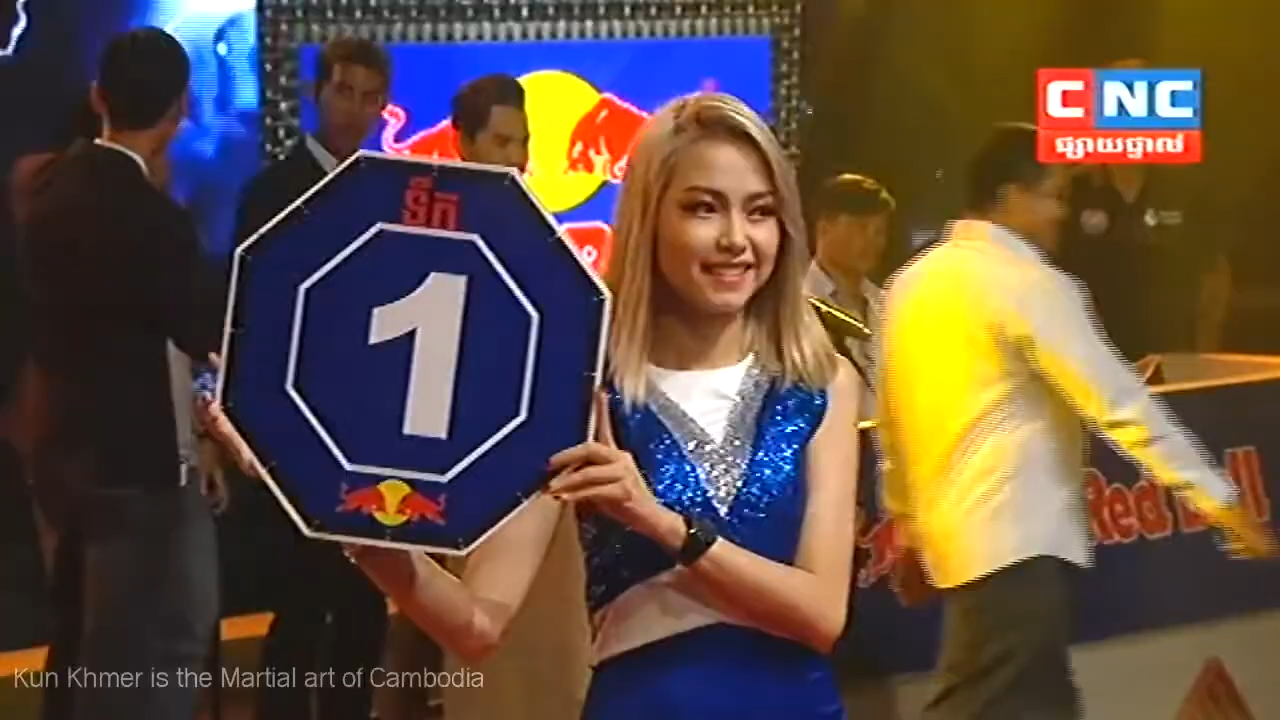 CNC
ផ្សាយផ្ទាល់
ទឹក
1
Red Bull
Kun Khmer is the Martial art of Cambodia